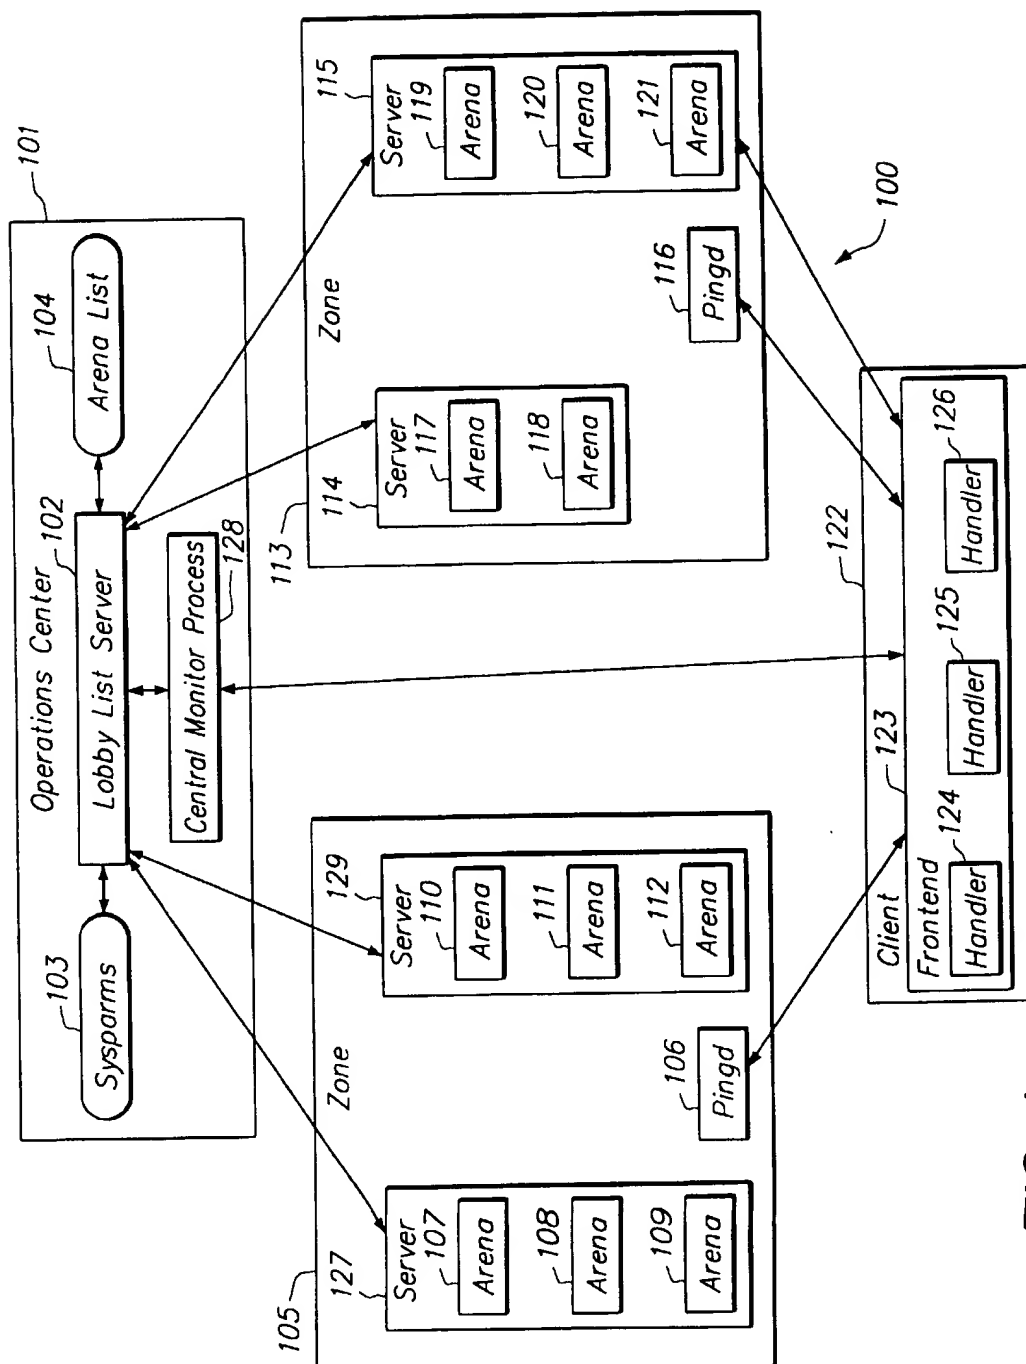 101
Operations Center
103
102
104
Sysparms
Lobby List Server
Arena List
Central Monitor Process
128
105
113
Zone
Zone
127
Server
107
Arena
108
Arena
109
Arena
129
Server
110
Arena
111
Arena
112
Arena
106
Pingd
114
Server
117
Arena
118
Arena
115
Server
119
Arena
120
Arena
121
Arena
116
Pingd
100
122
Client
123
Frontend
124
Handler
125
Handler
126
Handler